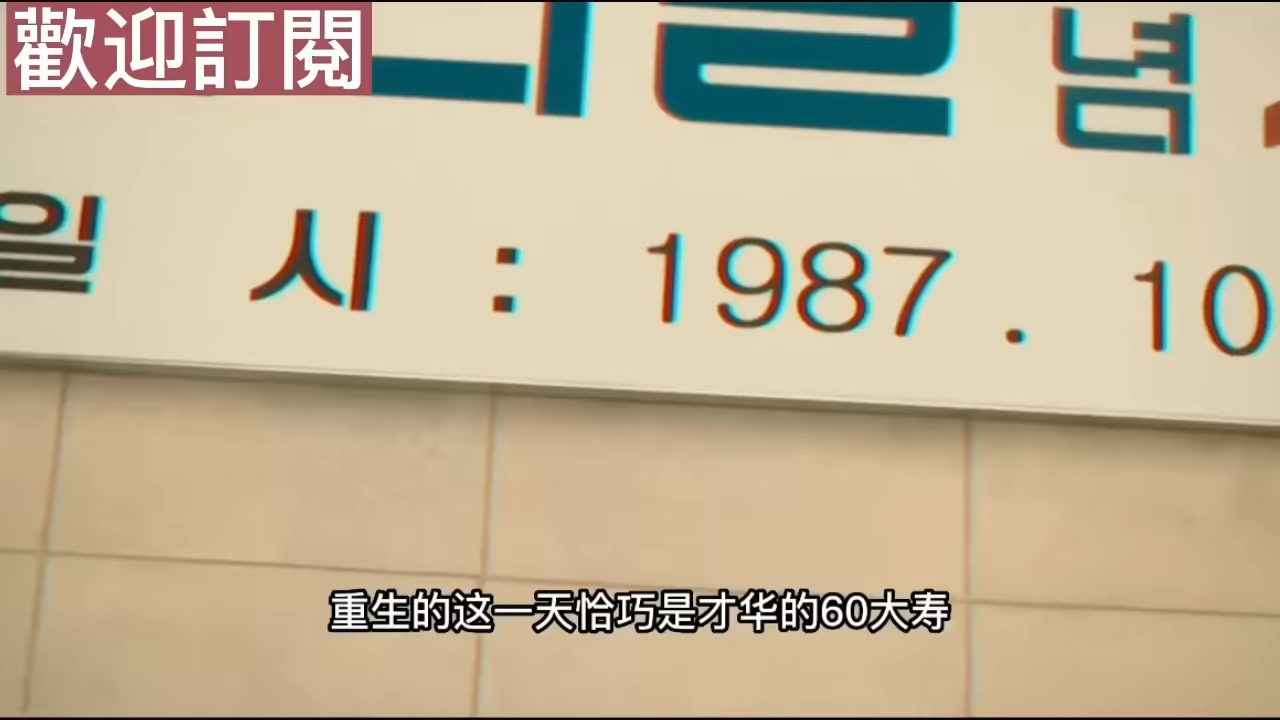 歡迎訂閱
념
일 시 : 1987 . 10
重生的这一天恰巧是才华的60大寿